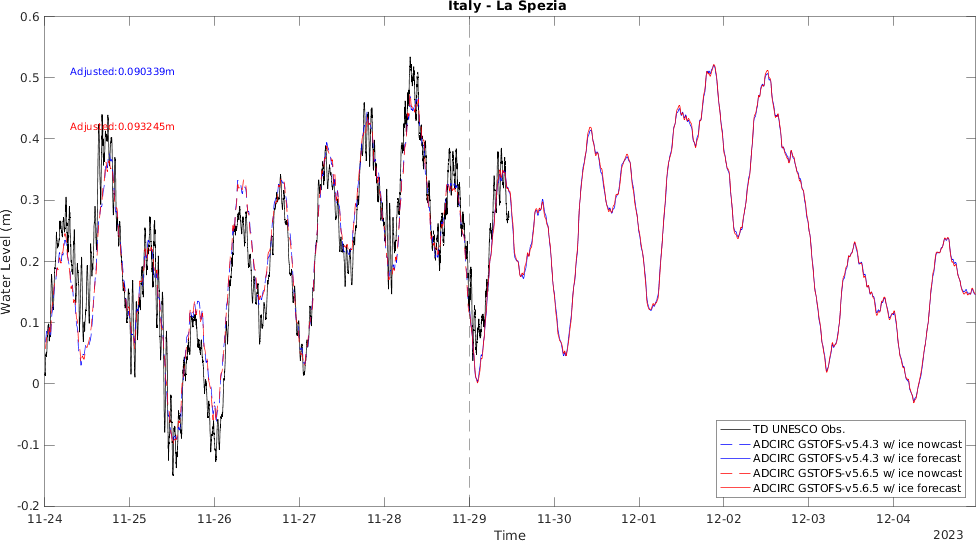 Italy - La Spezia
Water Level (m)
0.6
0.5
0.4
0.3
0.2
0.1
0
-0.1
-0.2
Adjusted:0.090339m
Adjusted:0.093245m
TD UNESCO Obs.
ADCIRC GSTOFS-v5.4.3 w/ ice nowcast
ADCIRC GSTOFS-v5.4.3 w/ ice forecast
ADCIRC GSTOFS-v5.6.5 w/ ice nowcast
ADCIRC GSTOFS-v5.6.5 w/ ice forecast
11-24 11-25 11-26 11-27 11-28 11-29 11-30 12-01 12-02 12-03 12-04
Time
2023